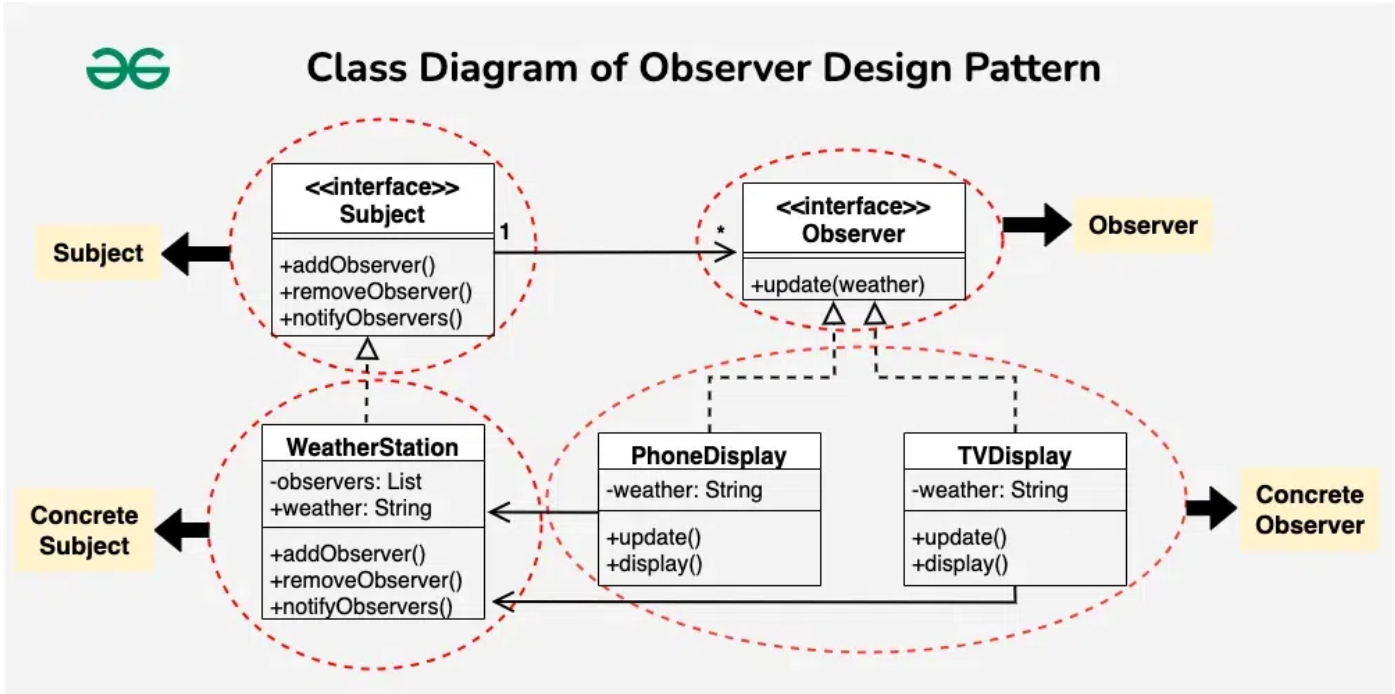 Class Diagram of Observer Design Pattern
<<interface>>
Subject
+addObserver()
+removeObserver()
+notifyObservers()
1
*
<<interface>>
Observer
+update(weather)
Subject
Observer
WeatherStation
-observers: List
+weather: String
+addObserver()
+removeObserver()
+notifyObservers()
PhoneDisplay
-weather: String
+update()
+display()
TVDisplay
-weather: String
+update()
+display()
Concrete
Subject
Concrete
Observer